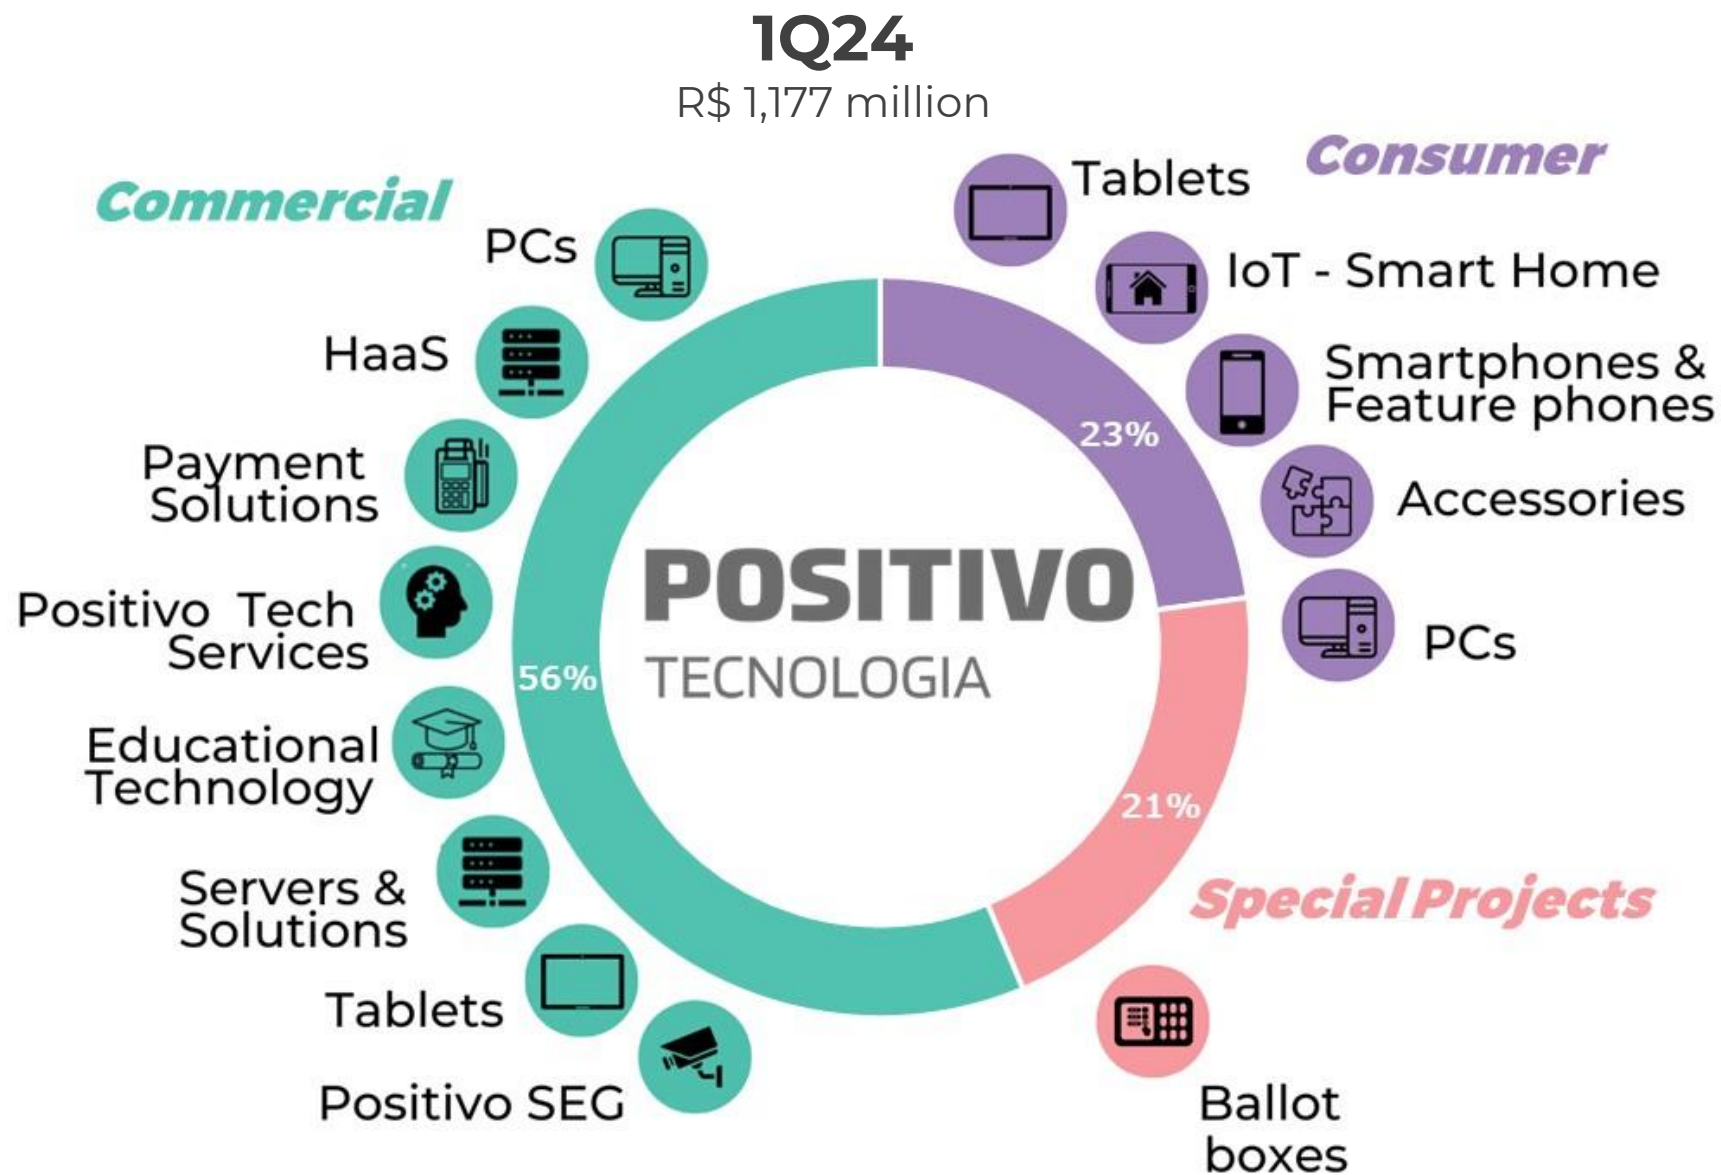 1Q24
R$ 1,177 million
Commercial
PCs
HaaS
Payment
Solutions
Positivo Tech
Services
Educational
Technology
Servers &
Solutions
Tablets
Positivo SEG
56%
POSITIVO
TECNOLOGIA
Consumer
Tablets
IoT - Smart Home
Smartphones &
Feature phones
Accessories
PCs
23%
21%
Special Projects
Ballot
boxes